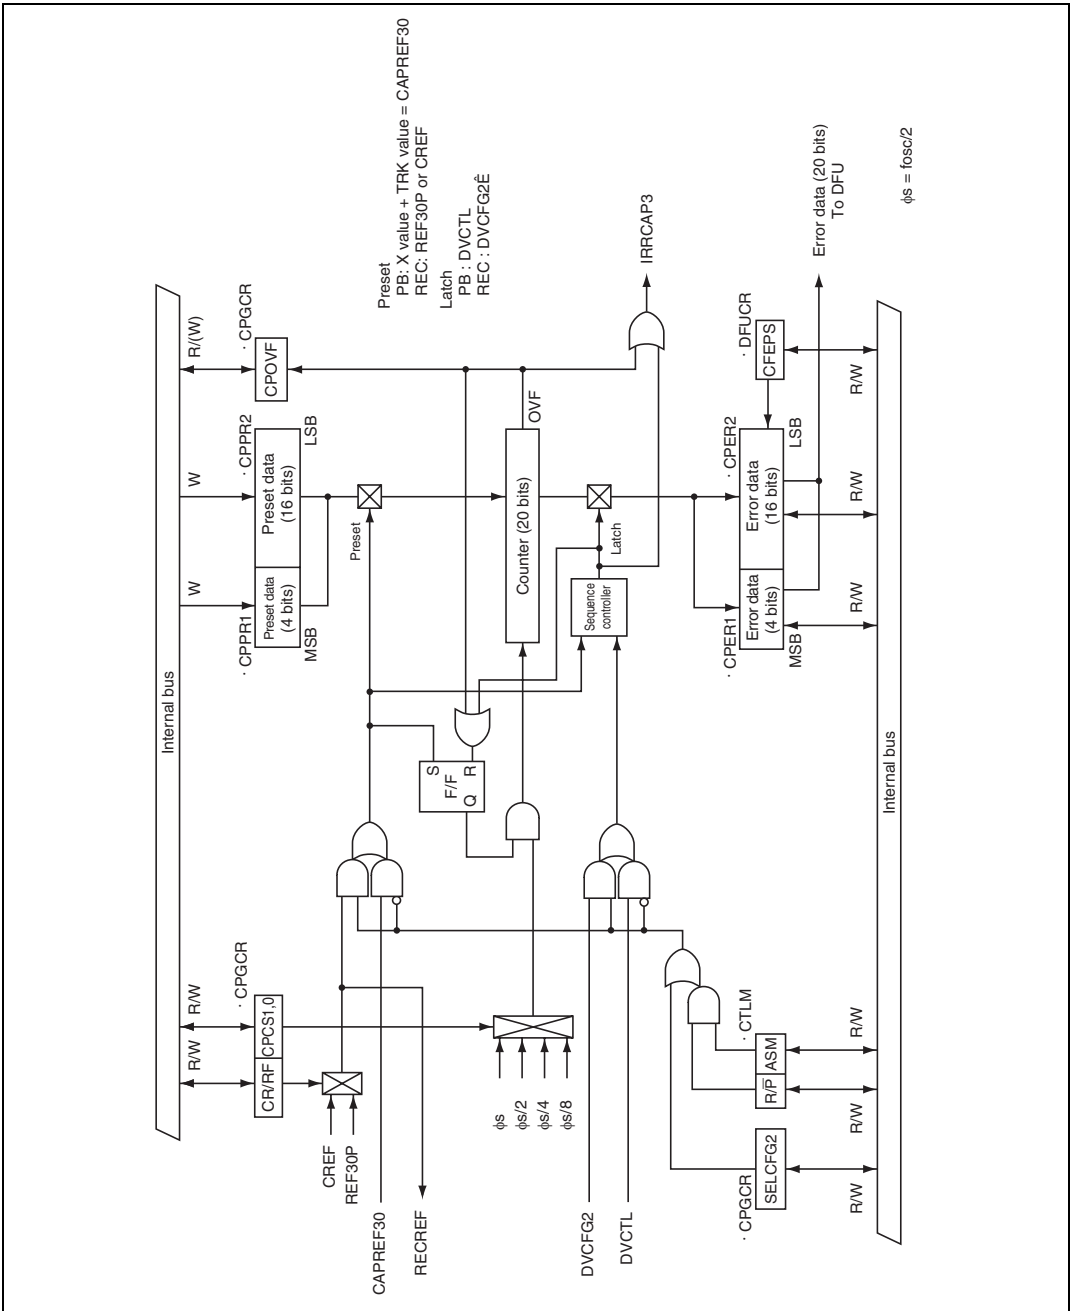 Internal bus
R/W
R/W
W
W
R/(W)
· CPGCR
CR/RF
CPCS1,0
· CPPR1
· CPPR2
Preset data
(4 bits)
Preset data
(16 bits)
MSB
LSB
CPOVF
· CPGCR
CREF
REF30P
CAPREF30
RECREF
φs
φs/2
φs/4
φs/8
DVCFG2
DVCTL
S
F/F
R
Q
Preset
Counter (20 bits)
OVF
Latch
Sequence
controller
IRRCAP3
Preset
PB: X value + TRK value = CAPREF30
REC: REF30P or CREF
Latch
PB : DVCTL
REC : DVCFG2Ê
· CPGCR
SELCFG2
R/P̅
ASM
· CTLM
· CPER1
· CPER2
Error data
(4 bits)
Error data
(16 bits)
MSB
LSB
· DFUCR
CFEPS
Error data (20 bits)
To DFU
R/W
R/W
R/W
R/W
R/W
R/W
Internal bus
φs = fosc/2